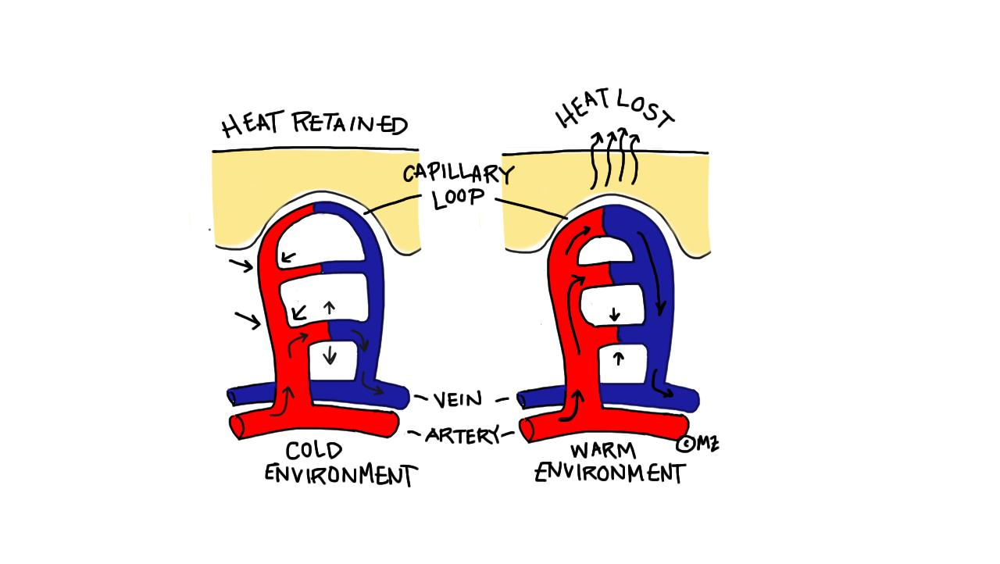 HEAT RETAINED
HEAT LOST
CAPILLARY
LOOP
VEIN
ARTERY
COLD
ENVIRONMENT
WARM
ENVIRONMENT
©MZ